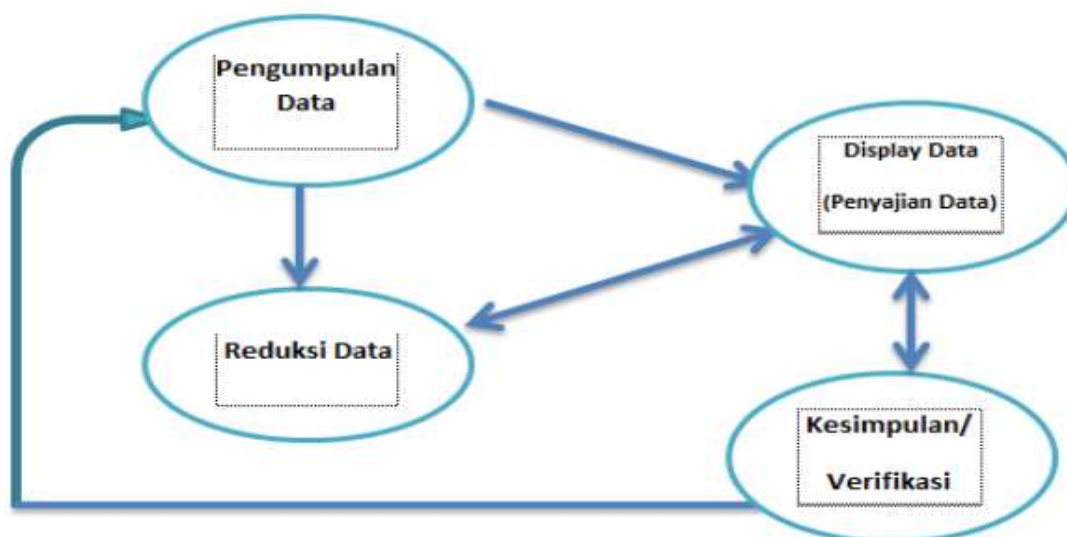 Pengumpulan
Data
Display Data
(Penyajian Data)
Reduksi Data
Kesimpulan/
Verifikasi